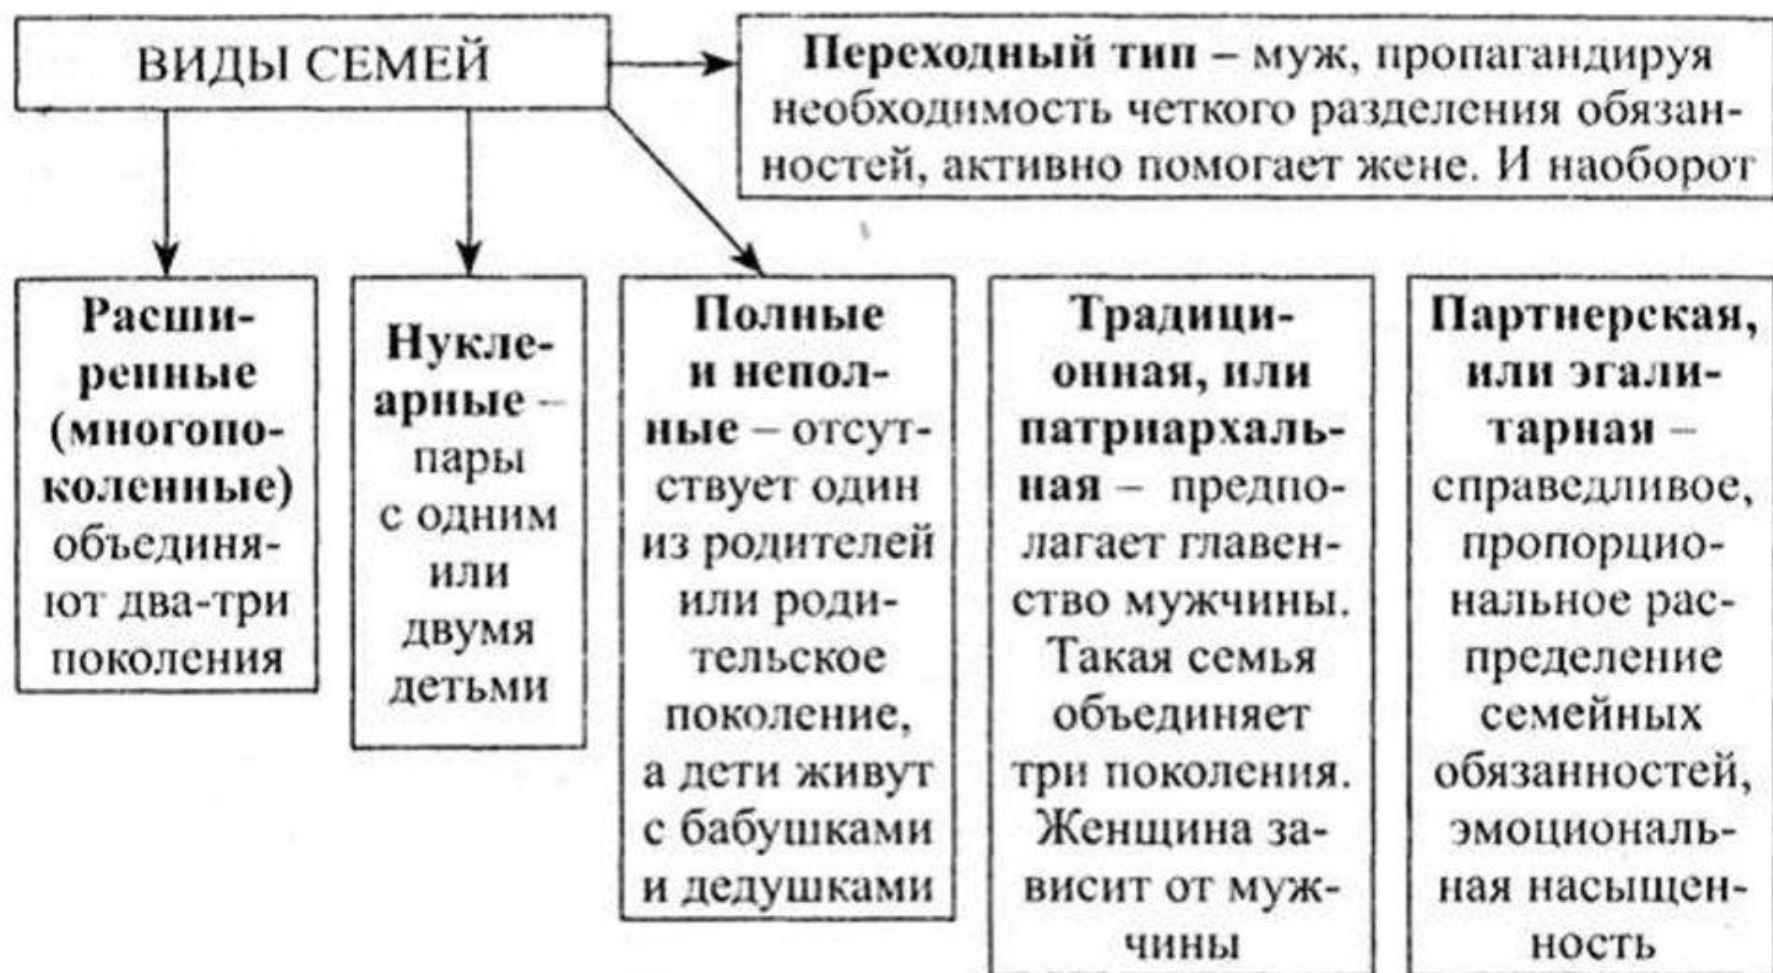 ВИДЫ СЕМЕЙ
Переходный тип – муж, пропагандируя
необходимость четкого разделения обязан-
ностей, активно помогает жене. И наоборот
Расши-
ренные
(многопо-
коленные)
объединя-
ют два-три
поколения
Нукле-
арные –
пары
с одним
или
двумя
детьми
Полные
и непол-
ные – отсут-
ствует один
из родителей
или роди-
тельское
поколение,
а дети живут
с бабушками
и дедушками
Традици-
онная, или
патриархаль-
ная – предпо-
лагает главен-
ство мужчины.
Такая семья
объединяет
три поколения.
Женщина за-
висит от муж-
чины
Партнерская,
или эгали-
тарная –
справедливое,
пропорцио-
нальное рас-
пределение
семейных
обязанностей,
эмоциональ-
ная насыщен-
ность